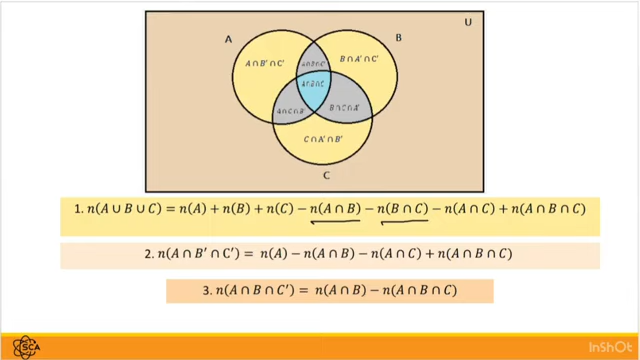 U
A
B
A ∩ B′ ∩ C′
A ∩ B ∩ C′
B ∩ A′ ∩ C′
A ∩ B ∩ C
A ∩ C ∩ B′
B ∩ C ∩ A′
C ∩ A′ ∩ B′
C
1. n(A ∪ B ∪ C) = n(A) + n(B) + n(C) − n(A ∩ B) − n(B ∩ C) − n(A ∩ C) + n(A ∩ B ∩ C)
2. n(A ∩ B′ ∩ C′) = n(A) − n(A ∩ B) − n(A ∩ C) + n(A ∩ B ∩ C)
3. n(A ∩ B ∩ C′) = n(A ∩ B) − n(A ∩ B ∩ C)
SCA
InShOt